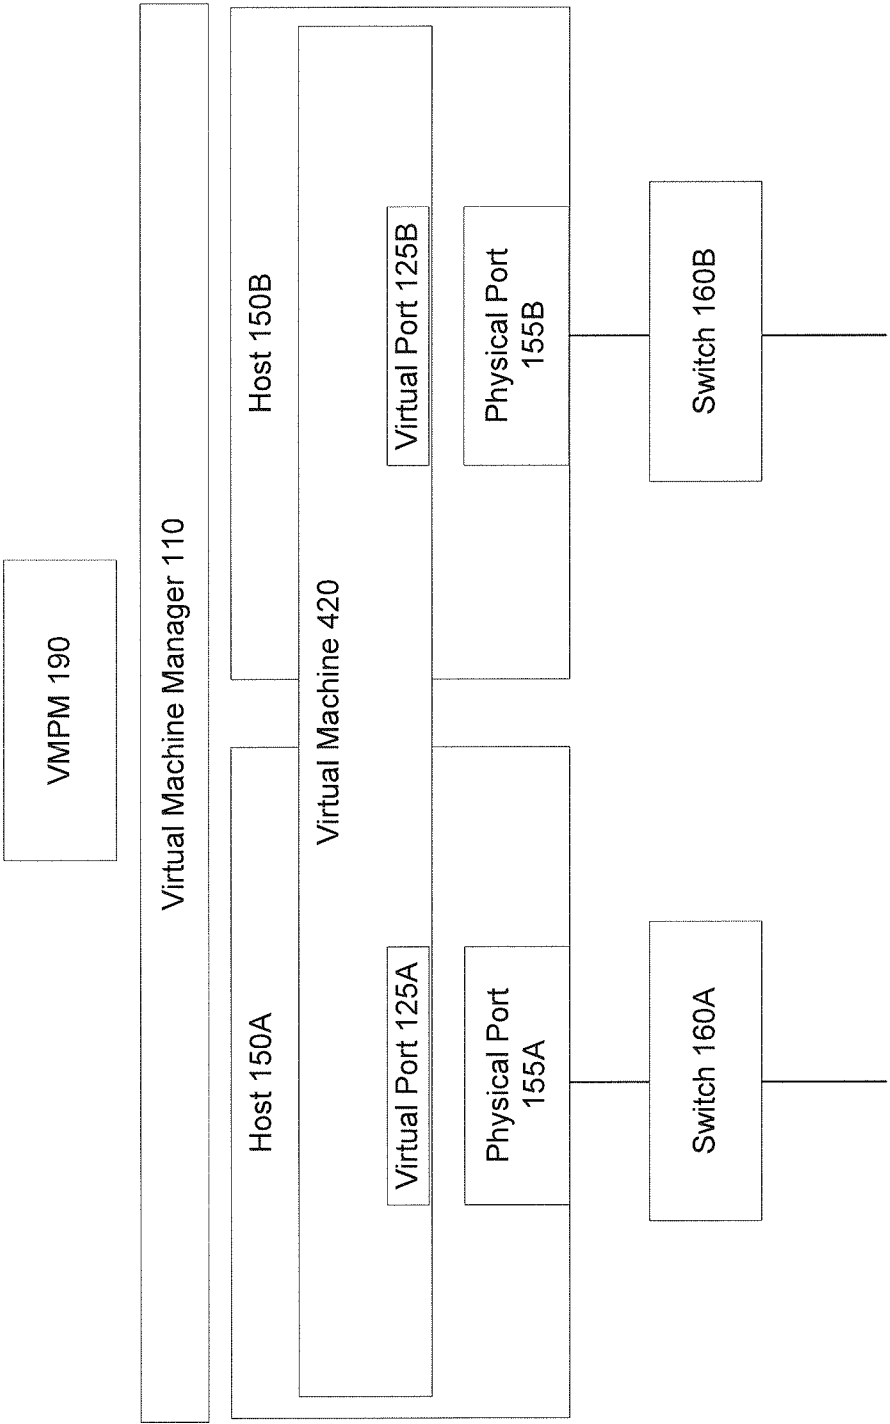 VMPM 190
Virtual Machine Manager 110
Host 150A
Host 150B
Virtual Machine 420
Virtual Port 125A
Virtual Port 125B
Physical Port
155A
Physical Port
155B
Switch 160A
Switch 160B